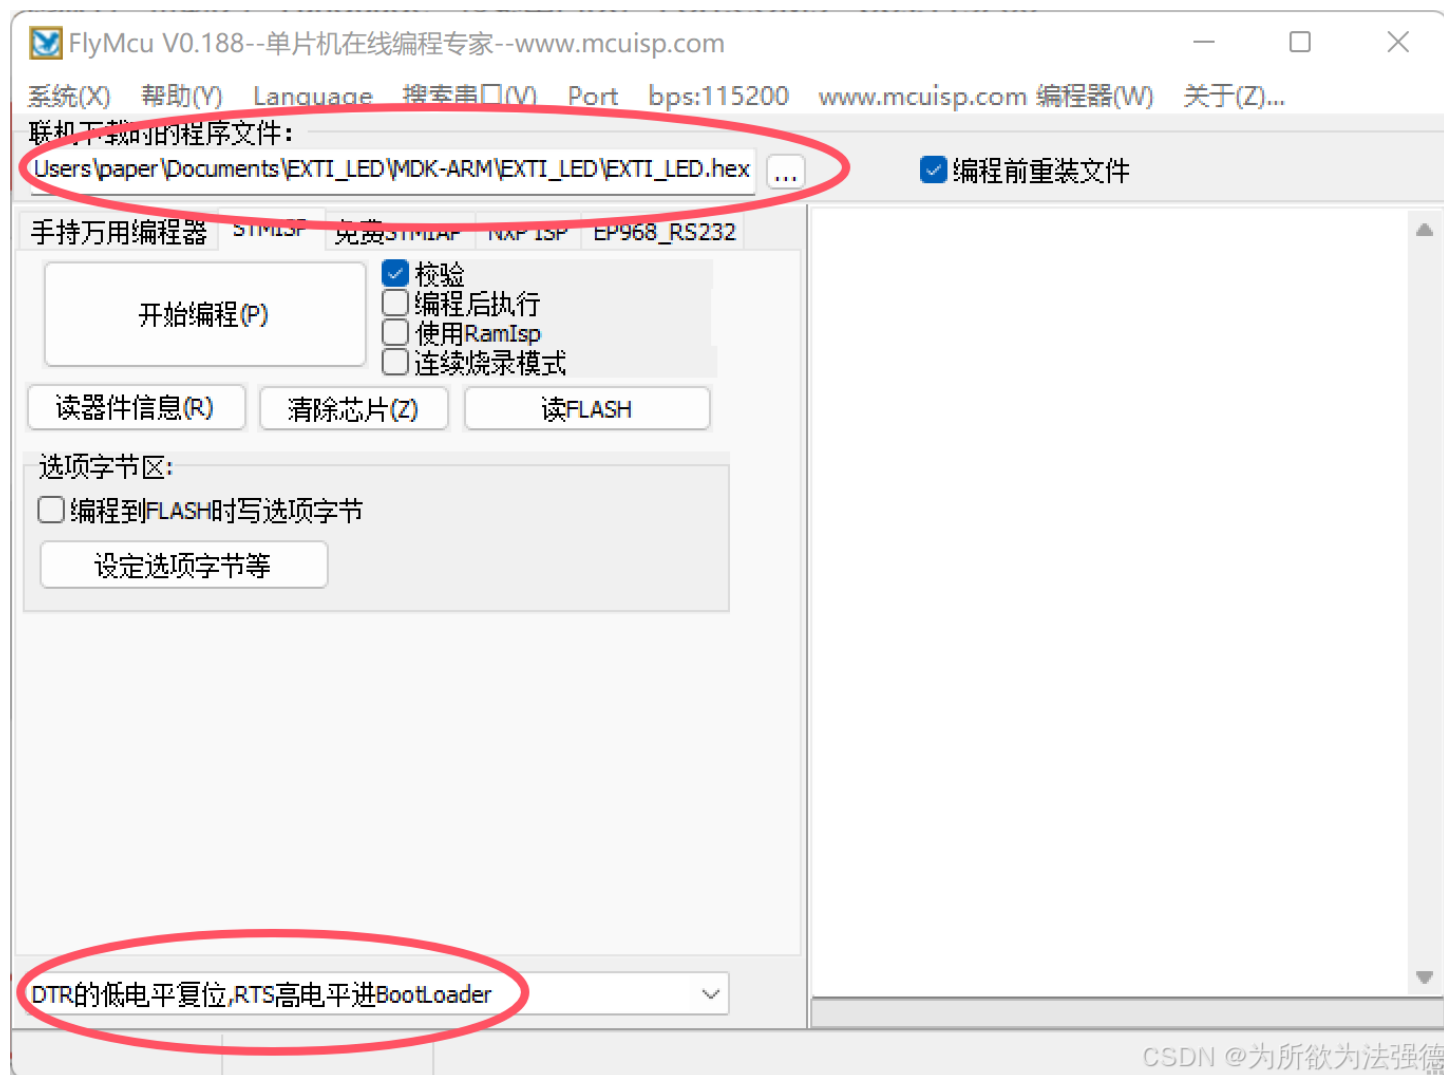 FlyMcu V0.188--单片机在线编程专家--www.mcuisp.com
系统(X) 帮助(Y) Language 搜索串口(V) Port bps:115200 www.mcuisp.com 编程器(W) 关于(Z)...
联机下载时的程序文件：
Users\paper\Documents\EXTI_LED\MDK-ARM\EXTI_LED\EXTI_LED.hex ...
编程前重装文件
手持万用编程器 STMISP 免费STMIAP NXP ISP EP968_RS232
开始编程(P)
校验
编程后执行
使用RamIsp
连续烧录模式
读器件信息(R) 清除芯片(Z) 读FLASH
选项字节区:
编程到FLASH时写选项字节
设定选项字节等
DTR的低电平复位,RTS高电平进BootLoader
CSDN @为所欲为法强德